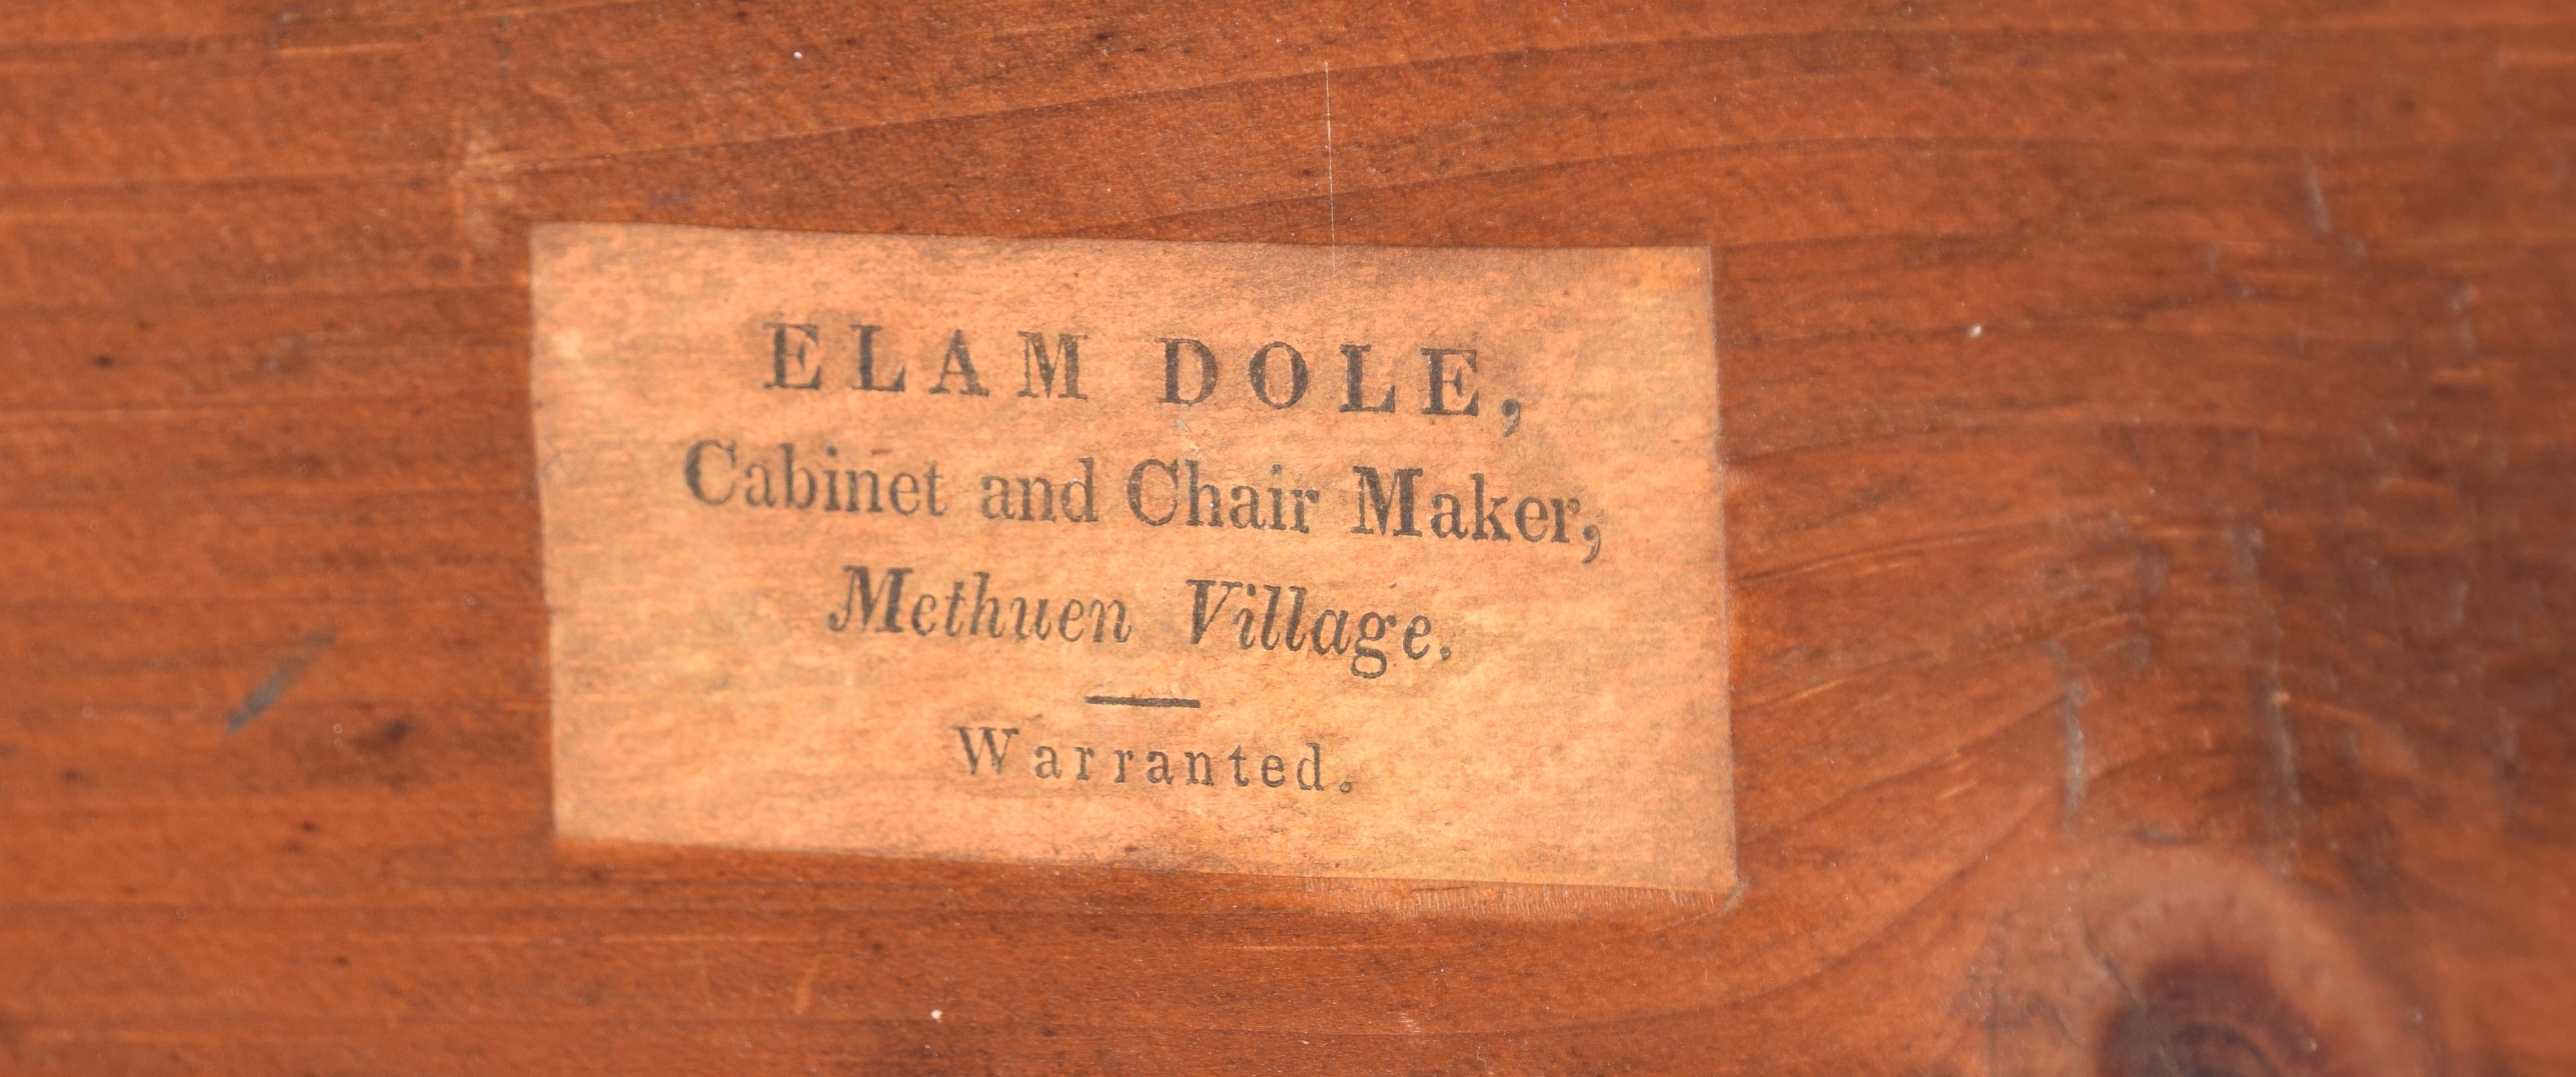 ELAM DOLE,
Cabinet and Chair Maker,
Methuen Village.
Warranted.